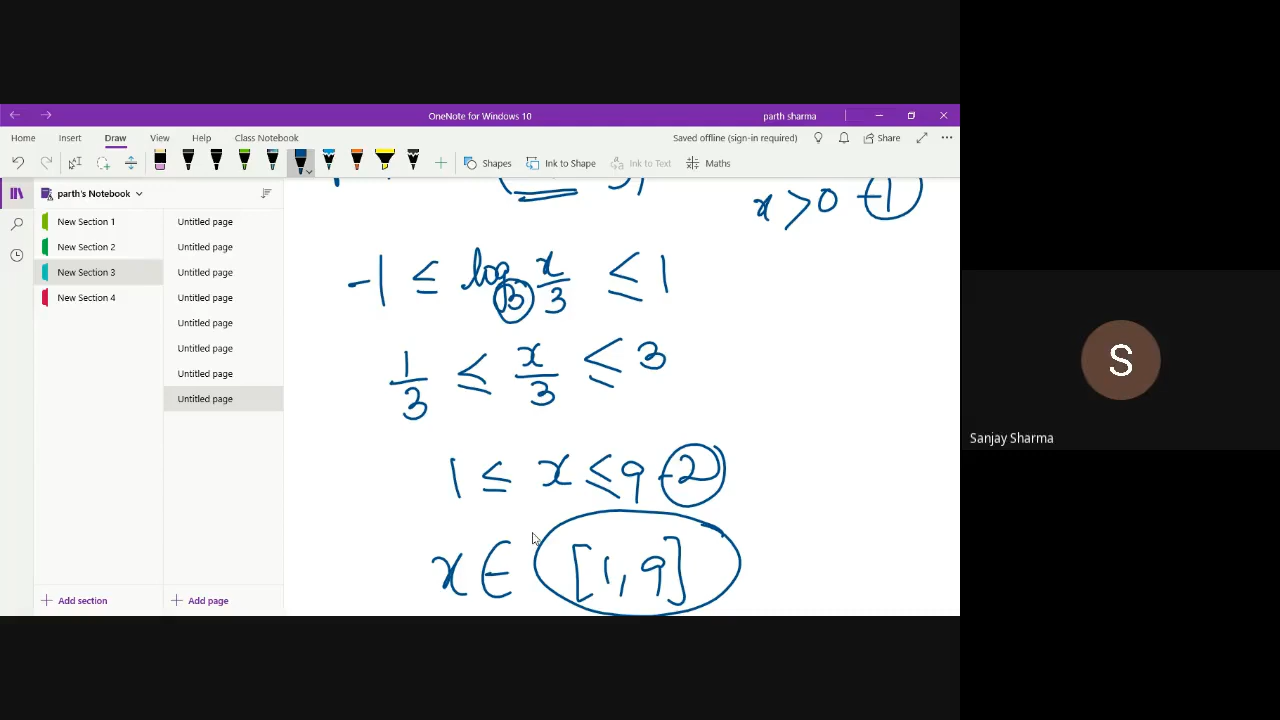 OneNote for Windows 10
parth sharma
Home Insert Draw View Help Class Notebook
Saved offline (sign-in required) Share
Shapes Ink to Shape Ink to Text Maths
parth's Notebook
New Section 1
New Section 2
New Section 3
New Section 4
Untitled page
Untitled page
Untitled page
Untitled page
Untitled page
Untitled page
Untitled page
Untitled page
Add section
Add page
x > 0 - 1
-1 ≤ log₃ x/3 ≤ 1
1/3 ≤ x/3 ≤ 3
1 ≤ x ≤ 9 - 2
x ∈ [1, 9]
S
Sanjay Sharma